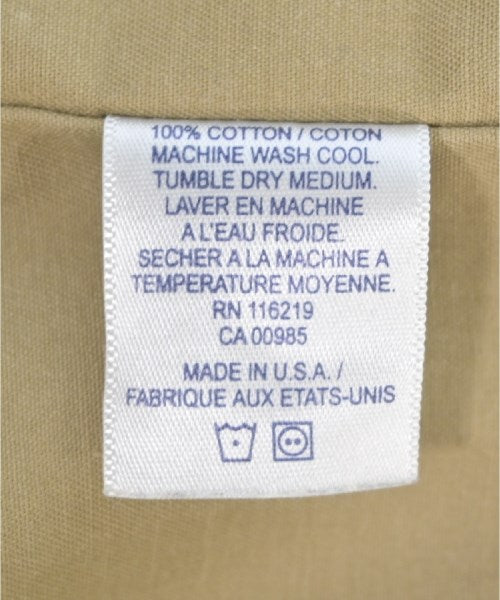 100% COTTON / COTON
MACHINE WASH COOL.
TUMBLE DRY MEDIUM.
LAVER EN MACHINE
A L'EAU FROIDE.
SECHER A LA MACHINE A
TEMPERATURE MOYENNE.
RN 116219
CA 00985
MADE IN U.S.A. /
FABRIQUE AUX ETATS-UNIS